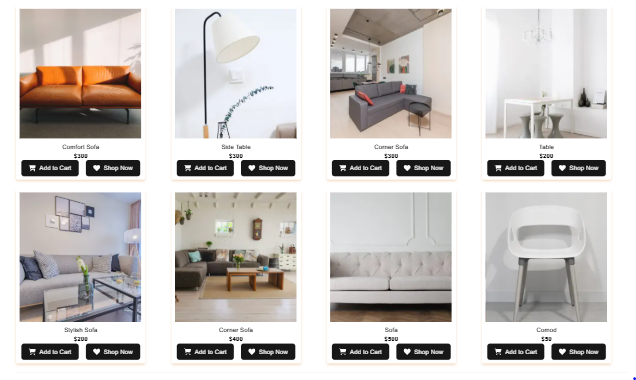 Comfort Sofa
$300
Add to Cart
Shop Now
Side Table
$300
Add to Cart
Shop Now
Corner Sofa
$300
Add to Cart
Shop Now
Table
$200
Add to Cart
Shop Now
Stylish Sofa
$200
Add to Cart
Shop Now
Corner Sofa
$400
Add to Cart
Shop Now
Sofa
$500
Add to Cart
Shop Now
Comod
$50
Add to Cart
Shop Now